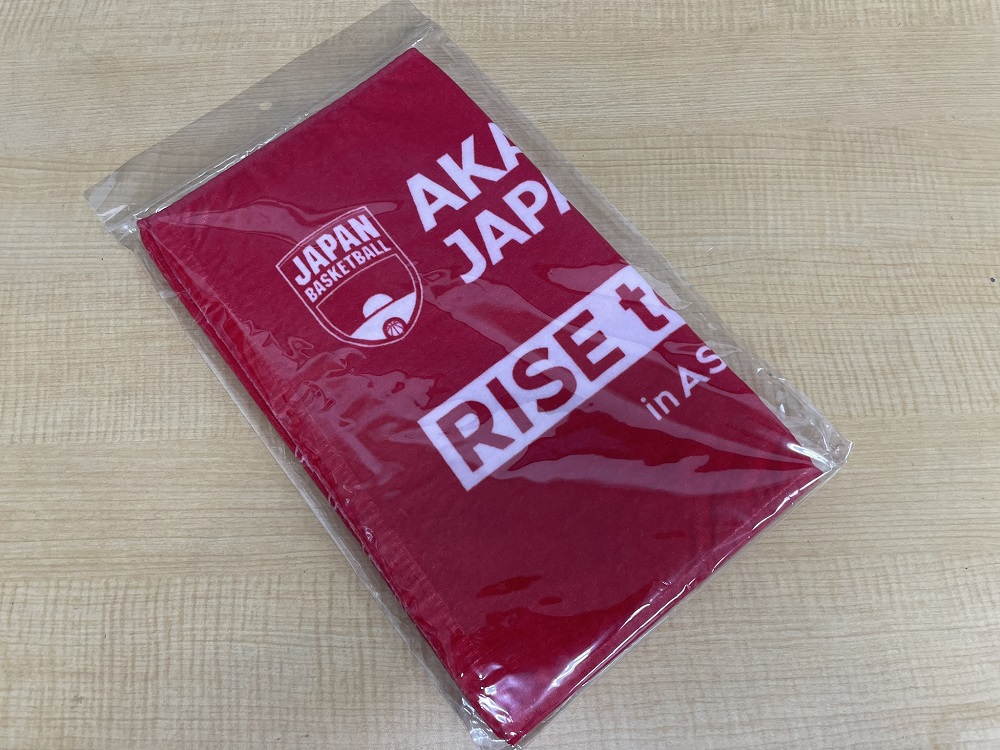 JAPAN
BASKETBALL
AKA
JAPA
RISE t
in AS